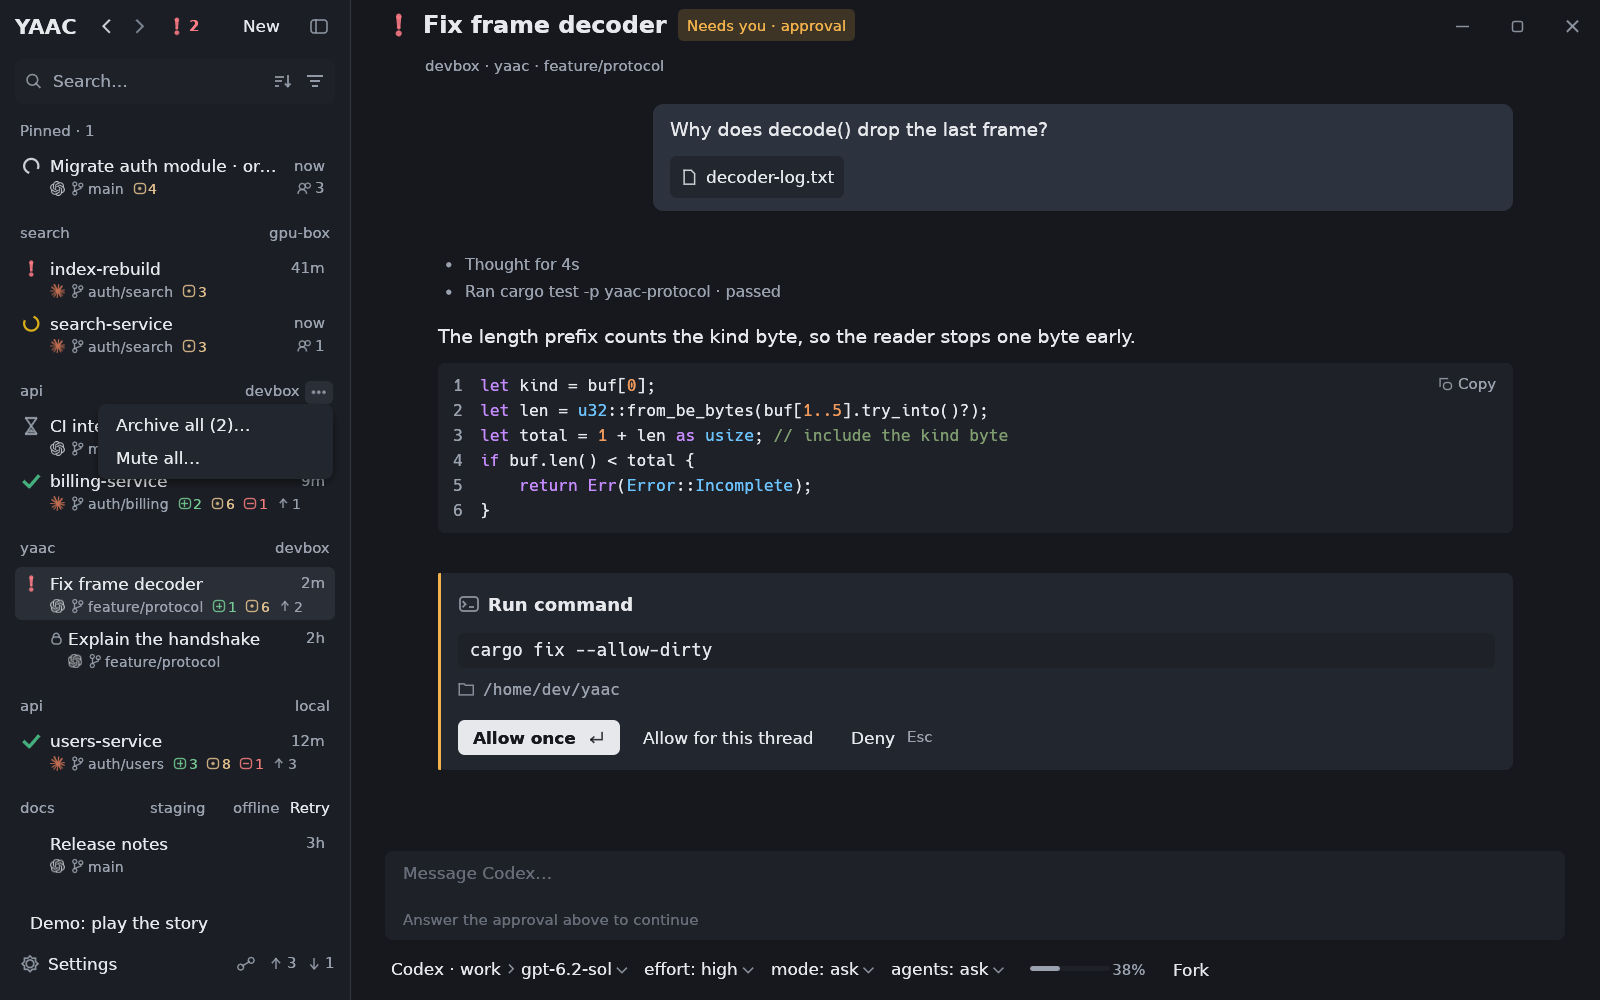 YAAC 2 New
Search...
Pinned · 1
Migrate auth module · or... now
main 4 3
search gpu-box
index-rebuild 41m
auth/search 3
search-service now
auth/search 3 1
api devbox
CI inte
Archive all (2)...
Mute all...
billing-service 9m
auth/billing 2 6 1 1
yaac devbox
Fix frame decoder 2m
feature/protocol 1 6 2
Explain the handshake 2h
feature/protocol
api local
users-service 12m
auth/users 3 8 1 3
docs staging offline Retry
Release notes 3h
main
Demo: play the story
Settings 3 1
Fix frame decoder Needs you · approval
devbox · yaac · feature/protocol
Why does decode() drop the last frame?
decoder-log.txt
• Thought for 4s
• Ran cargo test -p yaac-protocol · passed
The length prefix counts the kind byte, so the reader stops one byte early.
Copy
1 let kind = buf[0];
2 let len = u32::from_be_bytes(buf[1..5].try_into()?);
3 let total = 1 + len as usize; // include the kind byte
4 if buf.len() < total {
5     return Err(Error::Incomplete);
6 }
Run command
cargo fix --allow-dirty
/home/dev/yaac
Allow once Allow for this thread Deny Esc
Message Codex...
Answer the approval above to continue
Codex · work gpt-6.2-sol effort: high mode: ask agents: ask 38% Fork